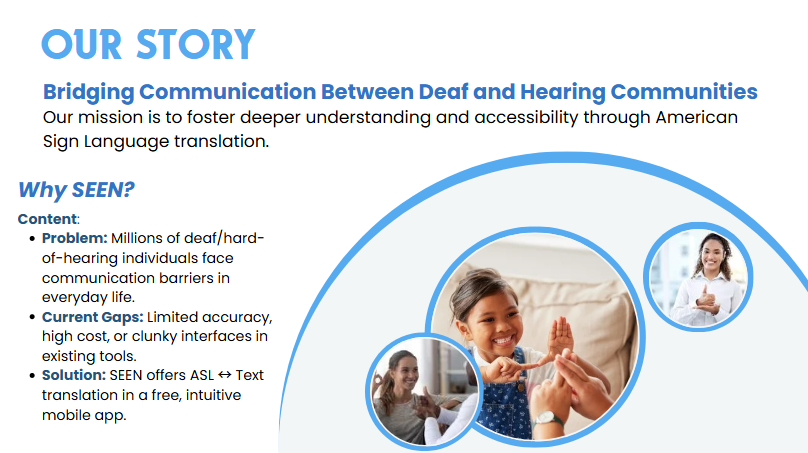 OUR STORY
Bridging Communication Between Deaf and Hearing Communities
Our mission is to foster deeper understanding and accessibility through American
Sign Language translation.
Why SEEN?
Content:
• Problem: Millions of deaf/hard-
of-hearing individuals face
communication barriers in
everyday life.
• Current Gaps: Limited accuracy,
high cost, or clunky interfaces in
existing tools.
• Solution: SEEN offers ASL ↔ Text
translation in a free, intuitive
mobile app.